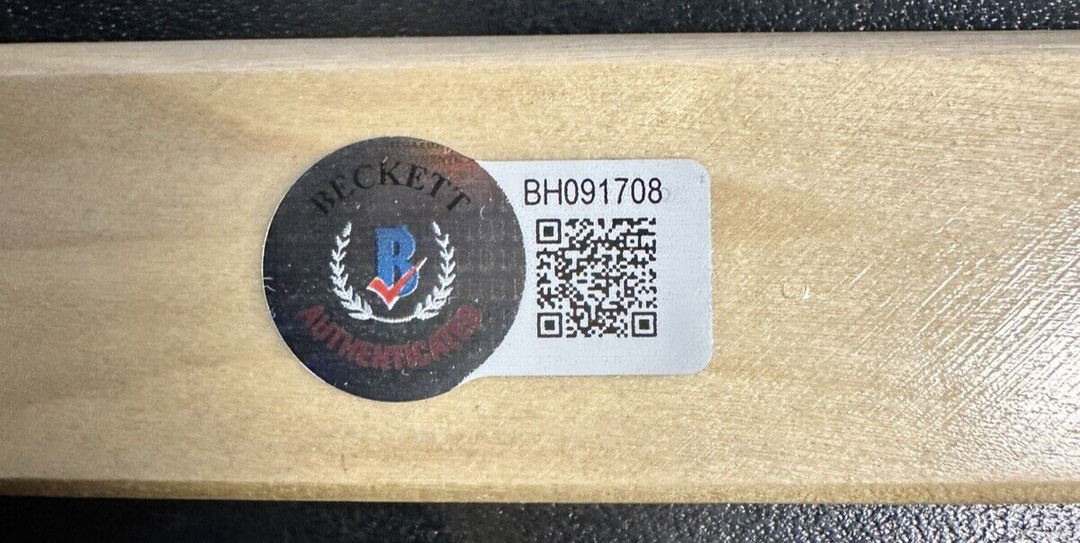 BECKETT
B
AUTHENTICATED
BH091708